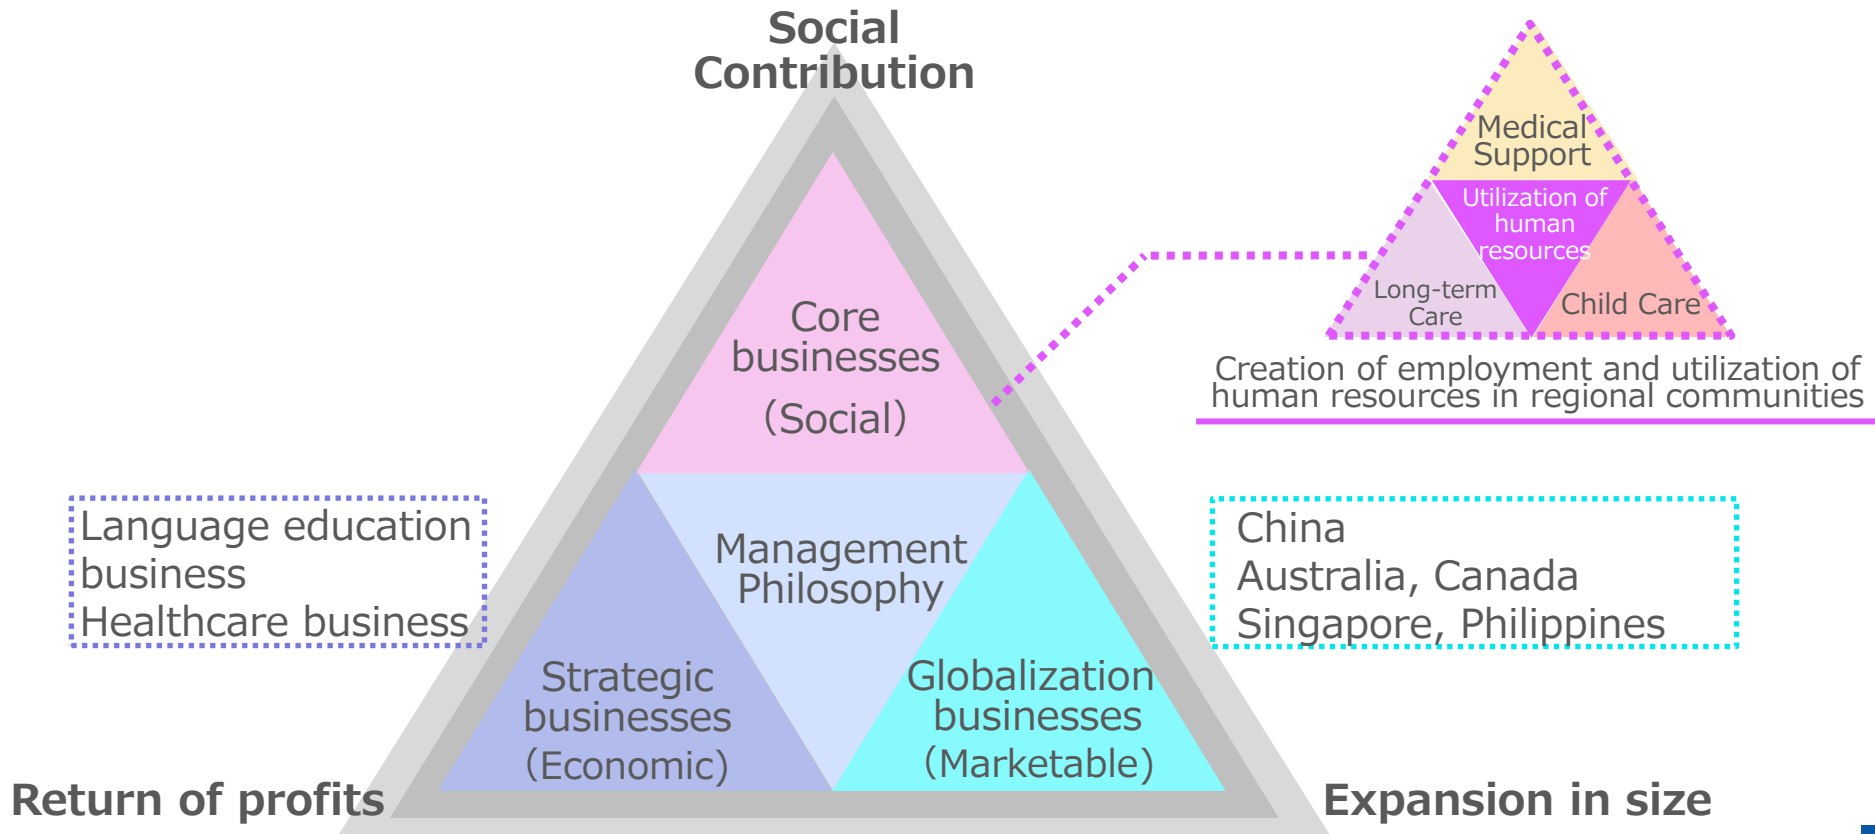 Social
Contribution
Medical
Support
Utilization of
human
resources
Long-term
Care
Child Care
Creation of employment and utilization of
human resources in regional communities
Core
businesses
(Social)
Language education
business
Healthcare business
Management
Philosophy
China
Australia, Canada
Singapore, Philippines
Strategic
businesses
(Economic)
Globalization
businesses
(Marketable)
Return of profits
Expansion in size